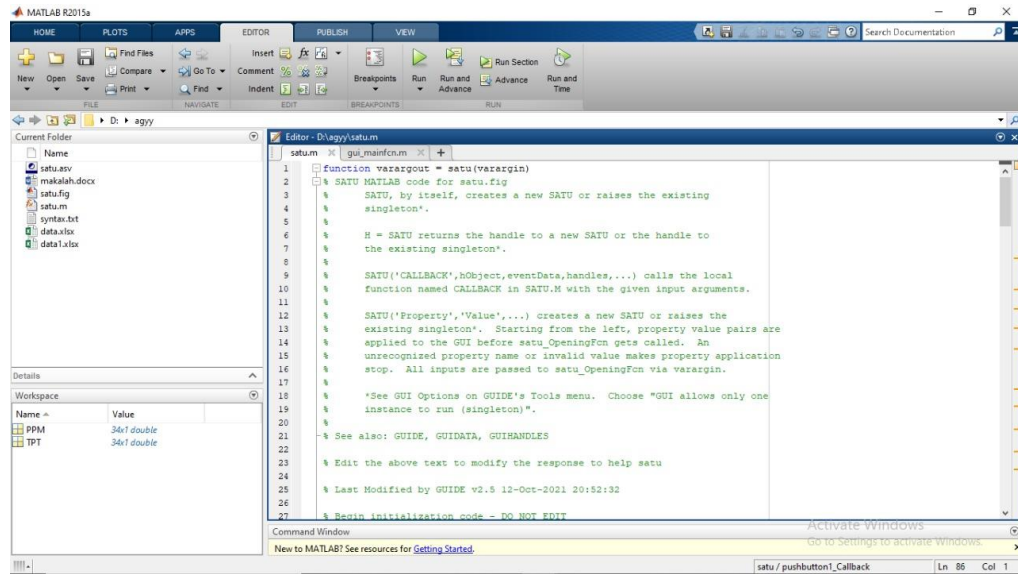 MATLAB R2015a
HOME PLOTS APPS EDITOR PUBLISH VIEW Search Documentation
New Open Save Find Files Compare Print Go To Find Insert Comment Indent fx Breakpoints Run Run and Advance Run Section Advance Run and Time
FILE NAVIGATE EDIT BREAKPOINTS RUN
D: agyy
Current Folder
Name
satu.asv
makalah.docx
satu.fig
satu.m
syntax.txt
data.xlsx
data1.xlsx
Details
Workspace
Name Value
PPM 34x1 double
TPT 34x1 double
Editor - D:\agyy\satu.m
satu.m gui_mainfcn.m +
1 function varargout = satu(varargin)
2 % SATU MATLAB code for satu.fig
3 % SATU, by itself, creates a new SATU or raises the existing
4 % singleton*.
5 %
6 % H = SATU returns the handle to a new SATU or the handle to
7 % the existing singleton*.
8 %
9 % SATU('CALLBACK',hObject,eventData,handles,...) calls the local
10 % function named CALLBACK in SATU.M with the given input arguments.
11 %
12 % SATU('Property','Value',...) creates a new SATU or raises the
13 % existing singleton*. Starting from the left, property value pairs are
14 % applied to the GUI before satu_OpeningFcn gets called. An
15 % unrecognized property name or invalid value makes property application
16 % stop. All inputs are passed to satu_OpeningFcn via varargin.
17 %
18 % *See GUI Options on GUIDE's Tools menu. Choose "GUI allows only one
19 % instance to run (singleton)".
20 %
21 % See also: GUIDE, GUIDATA, GUIHANDLES
22
23 % Edit the above text to modify the response to help satu
24
25 % Last Modified by GUIDE v2.5 12-Oct-2021 20:52:32
26
27 % Begin initialization code - DO NOT EDIT
Command Window
New to MATLAB? See resources for Getting Started.
Activate Windows
Go to Settings to activate Windows.
satu / pushbutton1_Callback Ln 86 Col 1